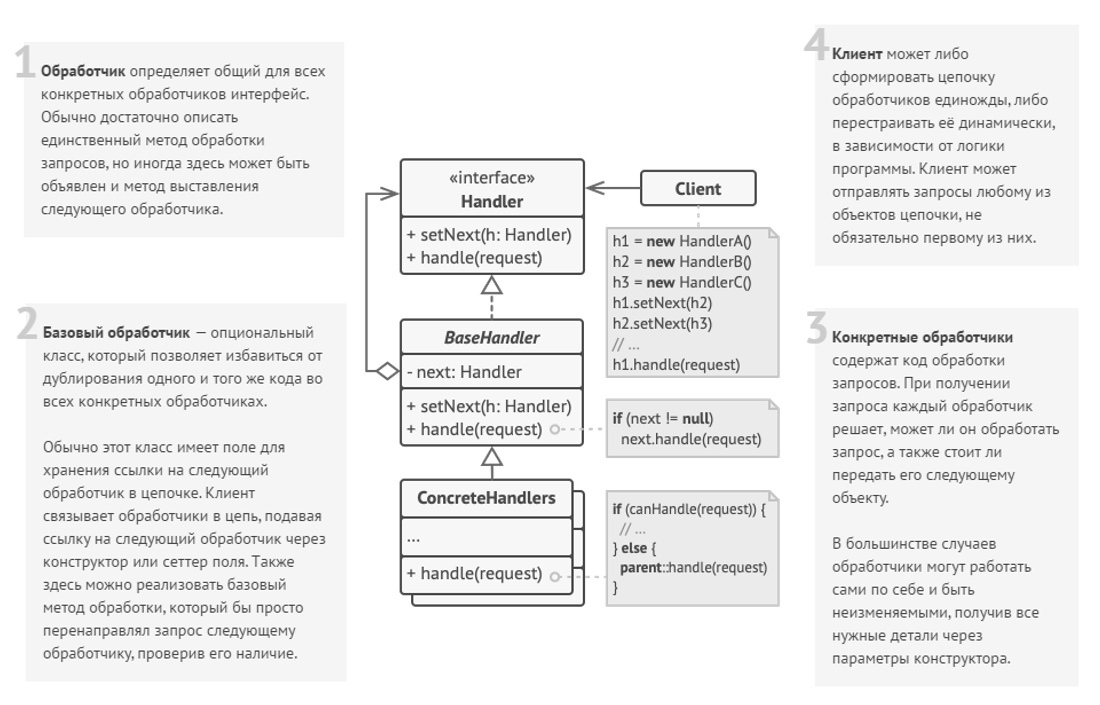 1
Обработчик определяет общий для всех
конкретных обработчиков интерфейс.
Обычно достаточно описать
единственный метод обработки
запросов, но иногда здесь может быть
объявлен и метод выставления
следующего обработчика.
2
Базовый обработчик — опциональный
класс, который позволяет избавиться от
дублирования одного и того же кода во
всех конкретных обработчиках.
Обычно этот класс имеет поле для
хранения ссылки на следующий
обработчик в цепочке. Клиент
связывает обработчики в цепь, подавая
ссылку на следующий обработчик через
конструктор или сеттер поля. Также
здесь можно реализовать базовый
метод обработки, который бы просто
перенаправлял запрос следующему
обработчику, проверив его наличие.
«interface»
Handler
+ setNext(h: Handler)
+ handle(request)
BaseHandler
- next: Handler
+ setNext(h: Handler)
+ handle(request)
ConcreteHandlers
...
+ handle(request)
Client
h1 = new HandlerA()
h2 = new HandlerB()
h3 = new HandlerC()
h1.setNext(h2)
h2.setNext(h3)
// ...
h1.handle(request)
if (next != null)
next.handle(request)
if (canHandle(request)) {
// ...
} else {
parent::handle(request)
}
4
Клиент может либо
сформировать цепочку
обработчиков единожды, либо
перестраивать её динамически,
в зависимости от логики
программы. Клиент может
отправлять запросы любому из
объектов цепочки, не
обязательно первому из них.
3
Конкретные обработчики
содержат код обработки
запросов. При получении
запроса каждый обработчик
решает, может ли он обработать
запрос, а также стоит ли
передать его следующему
объекту.
В большинстве случаев
обработчики могут работать
сами по себе и быть
неизменяемыми, получив все
нужные детали через
параметры конструктора.